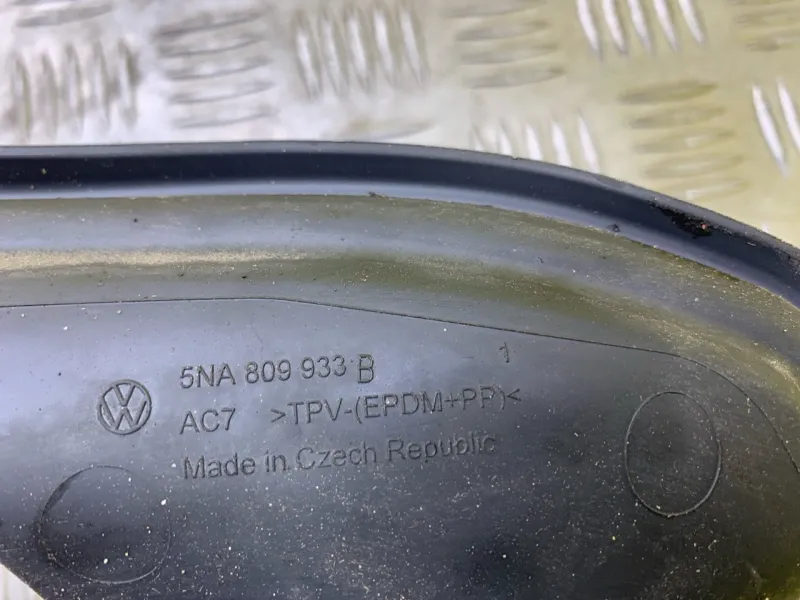 5NA 809 933 B
1
AC7 >TPV-(EPDM+PP)<
Made in Czech Republic